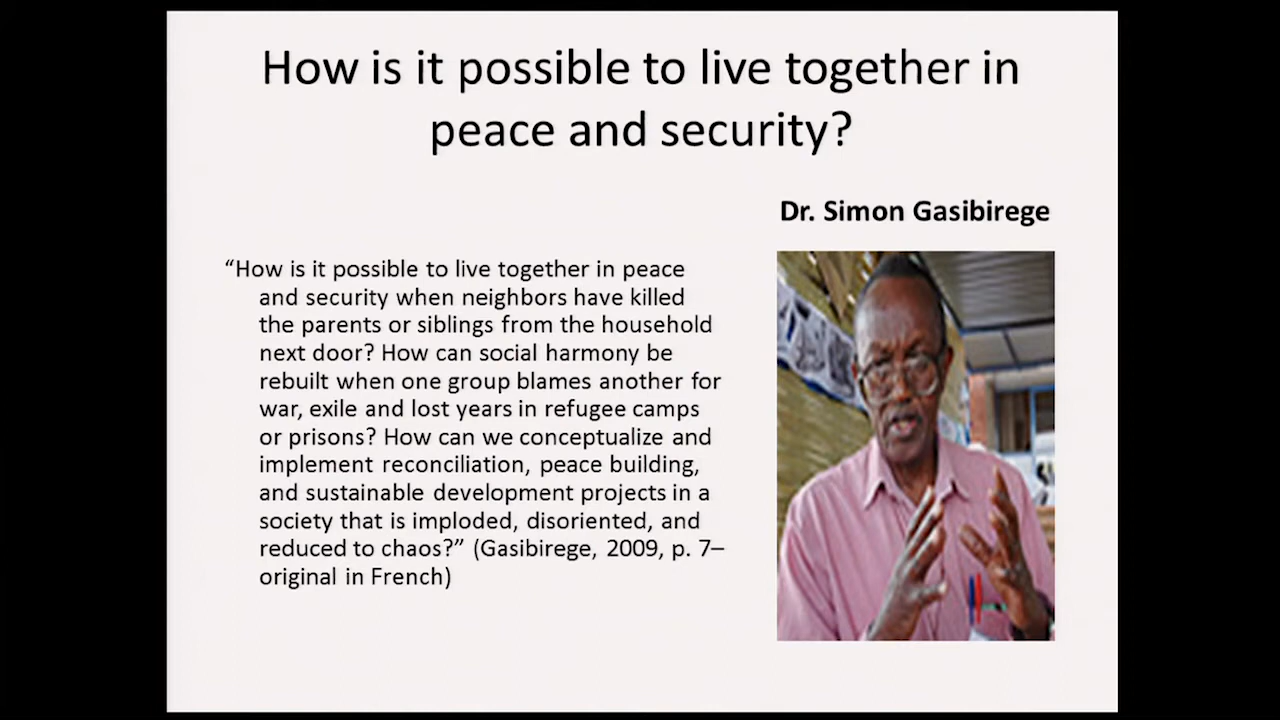 How is it possible to live together in
peace and security?
Dr. Simon Gasibirege
“How is it possible to live together in peace
and security when neighbors have killed
the parents or siblings from the household
next door? How can social harmony be
rebuilt when one group blames another for
war, exile and lost years in refugee camps
or prisons? How can we conceptualize and
implement reconciliation, peace building,
and sustainable development projects in a
society that is imploded, disoriented, and
reduced to chaos?” (Gasibirege, 2009, p. 7–
original in French)